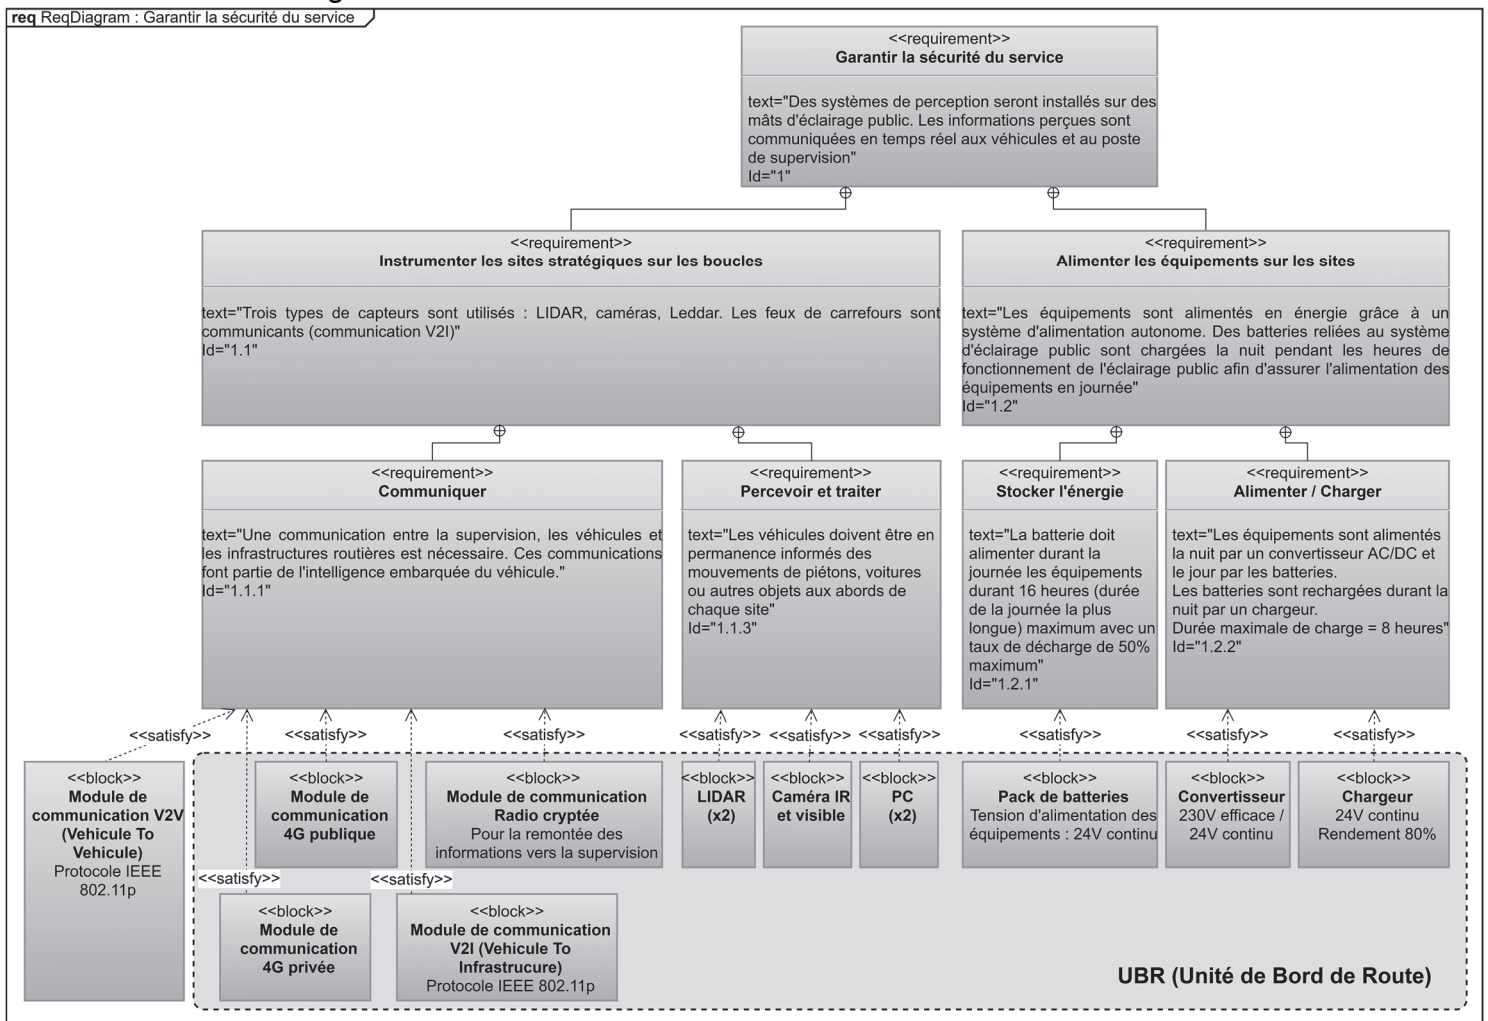 req ReqDiagram : Garantir la sécurité du service
<<requirement>>
Garantir la sécurité du service
text="Des systèmes de perception seront installés sur des
mâts d'éclairage public. Les informations perçues sont
communiquées en temps réel aux véhicules et au poste
de supervision"
Id="1"
<<requirement>>
Instrumenter les sites stratégiques sur les boucles
text="Trois types de capteurs sont utilisés : LIDAR, caméras, Leddar. Les feux de carrefours sont
communicants (communication V2I)"
Id="1.1"
<<requirement>>
Alimenter les équipements sur les sites
text="Les équipements sont alimentés en énergie grâce à un
système d'alimentation autonome. Des batteries reliées au système
d'éclairage public sont chargées la nuit pendant les heures de
fonctionnement de l'éclairage public afin d'assurer l'alimentation des
équipements en journée"
Id="1.2"
<<requirement>>
Communiquer
text="Une communication entre la supervision, les véhicules et
les infrastructures routières est nécessaire. Ces communications
font partie de l'intelligence embarquée du véhicule."
Id="1.1.1"
<<requirement>>
Percevoir et traiter
text="Les véhicules doivent être en
permanence informés des
mouvements de piétons, voitures
ou autres objets aux abords de
chaque site"
Id="1.1.3"
<<requirement>>
Stocker l'énergie
text="La batterie doit
alimenter durant la
journée les équipements
durant 16 heures (durée
de la journée la plus
longue) maximum avec un
taux de décharge de 50%
maximum"
Id="1.2.1"
<<requirement>>
Alimenter / Charger
text="Les équipements sont alimentés
la nuit par un convertisseur AC/DC et
le jour par les batteries.
Les batteries sont rechargées durant la
nuit par un chargeur.
Durée maximale de charge = 8 heures"
Id="1.2.2"
<<satisfy>>
<<satisfy>>
<<satisfy>>
<<satisfy>>
<<satisfy>>
<<satisfy>>
<<satisfy>>
<<satisfy>>
<<satisfy>>
<<block>>
Module de
communication V2V
(Vehicule To
Vehicule)
Protocole IEEE
802.11p
<<block>>
Module de
communication
4G publique
<<block>>
Module de communication
Radio cryptée
Pour la remontée des
informations vers la supervision
<<block>>
LIDAR
(x2)
<<block>>
Caméra IR
et visible
<<block>>
PC
(x2)
<<block>>
Pack de batteries
Tension d'alimentation des
équipements : 24V continu
<<block>>
Convertisseur
230V efficace /
24V continu
<<block>>
Chargeur
24V continu
Rendement 80%
<<satisfy>>
<<satisfy>>
<<block>>
Module de
communication
4G privée
<<block>>
Module de communication
V2I (Vehicule To
Infrastrucure)
Protocole IEEE 802.11p
UBR (Unité de Bord de Route)